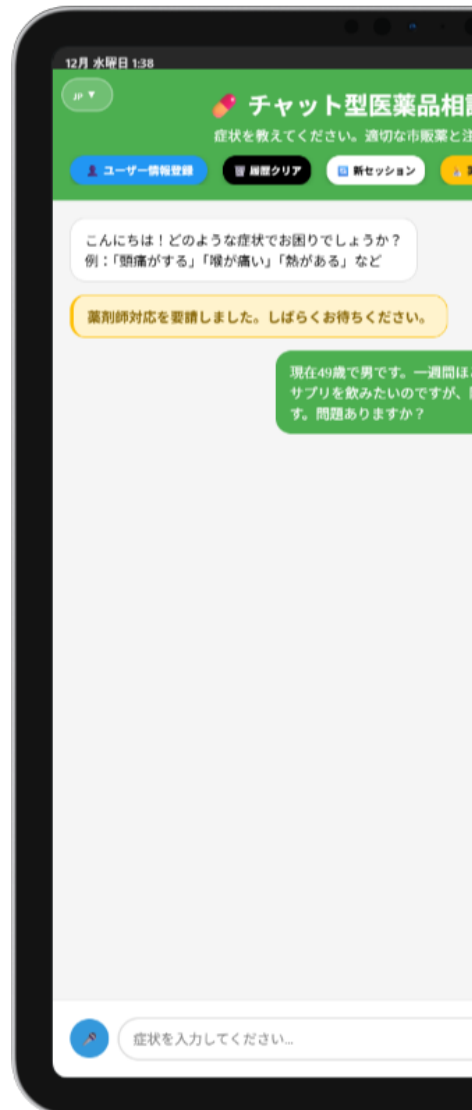 12月 水曜日 1:38
JP ▼
チャット型医薬品相談
症状を教えてください。適切な市販薬と注
ユーザー情報登録
履歴クリア
新セッション
こんにちは！どのような症状でお困りでしょうか？
例：「頭痛がする」「喉が痛い」「熱がある」など
薬剤師対応を要請しました。しばらくお待ちください。
現在49歳で男です。一週間ほ
サプリを飲みたいのですが、
す。問題ありますか？
症状を入力してください...